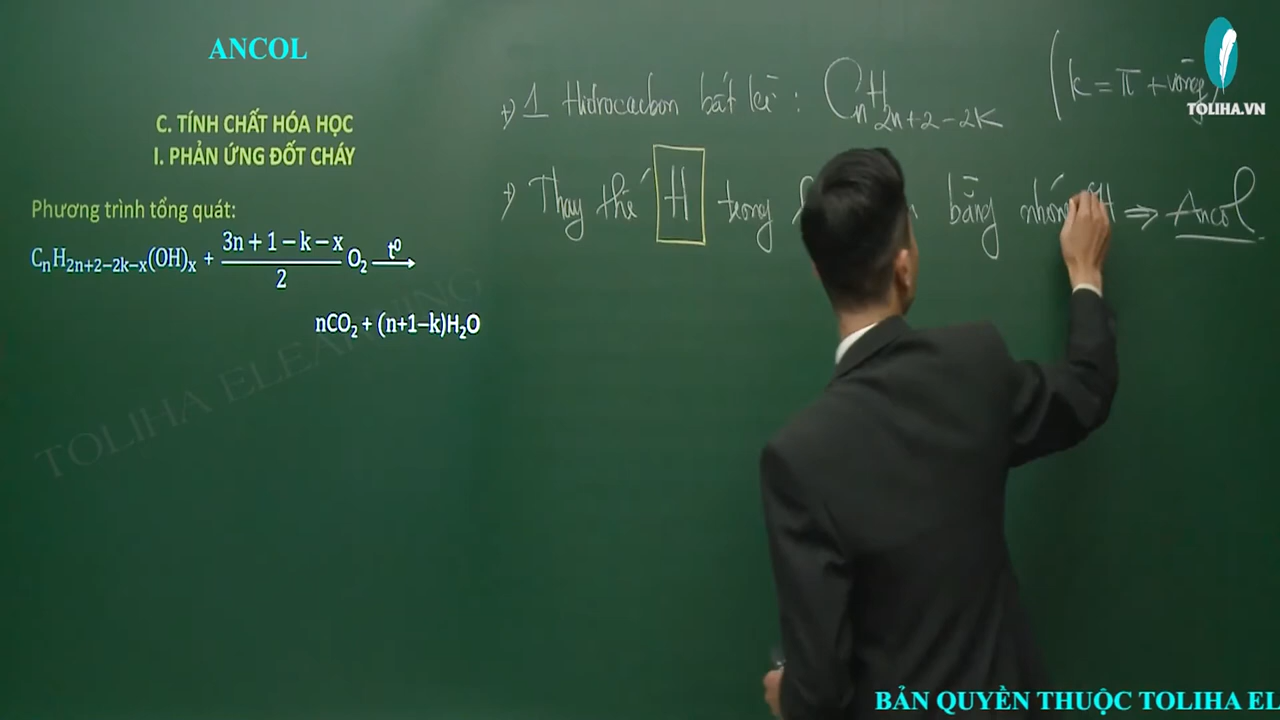 ANCOL
C. TÍNH CHẤT HÓA HỌC
I. PHẢN ỨNG ĐỐT CHÁY
Phương trình tổng quát:
CₙH₂ₙ₊₂₋₂ₖ₋ₓ(OH)ₓ + (3n + 1 − k − x)/2 O₂ →(t⁰)
nCO₂ + (n+1−k)H₂O
+) 1 Hidrocacbon bất kì : CnH2n+2-2K (k = π + vòng)
+) Thay thế H trong bằng nhóm ⇒ Ancol
TOLIHA.VN
TOLIHA ELEARNING
BẢN QUYỀN THUỘC TOLIHA EL